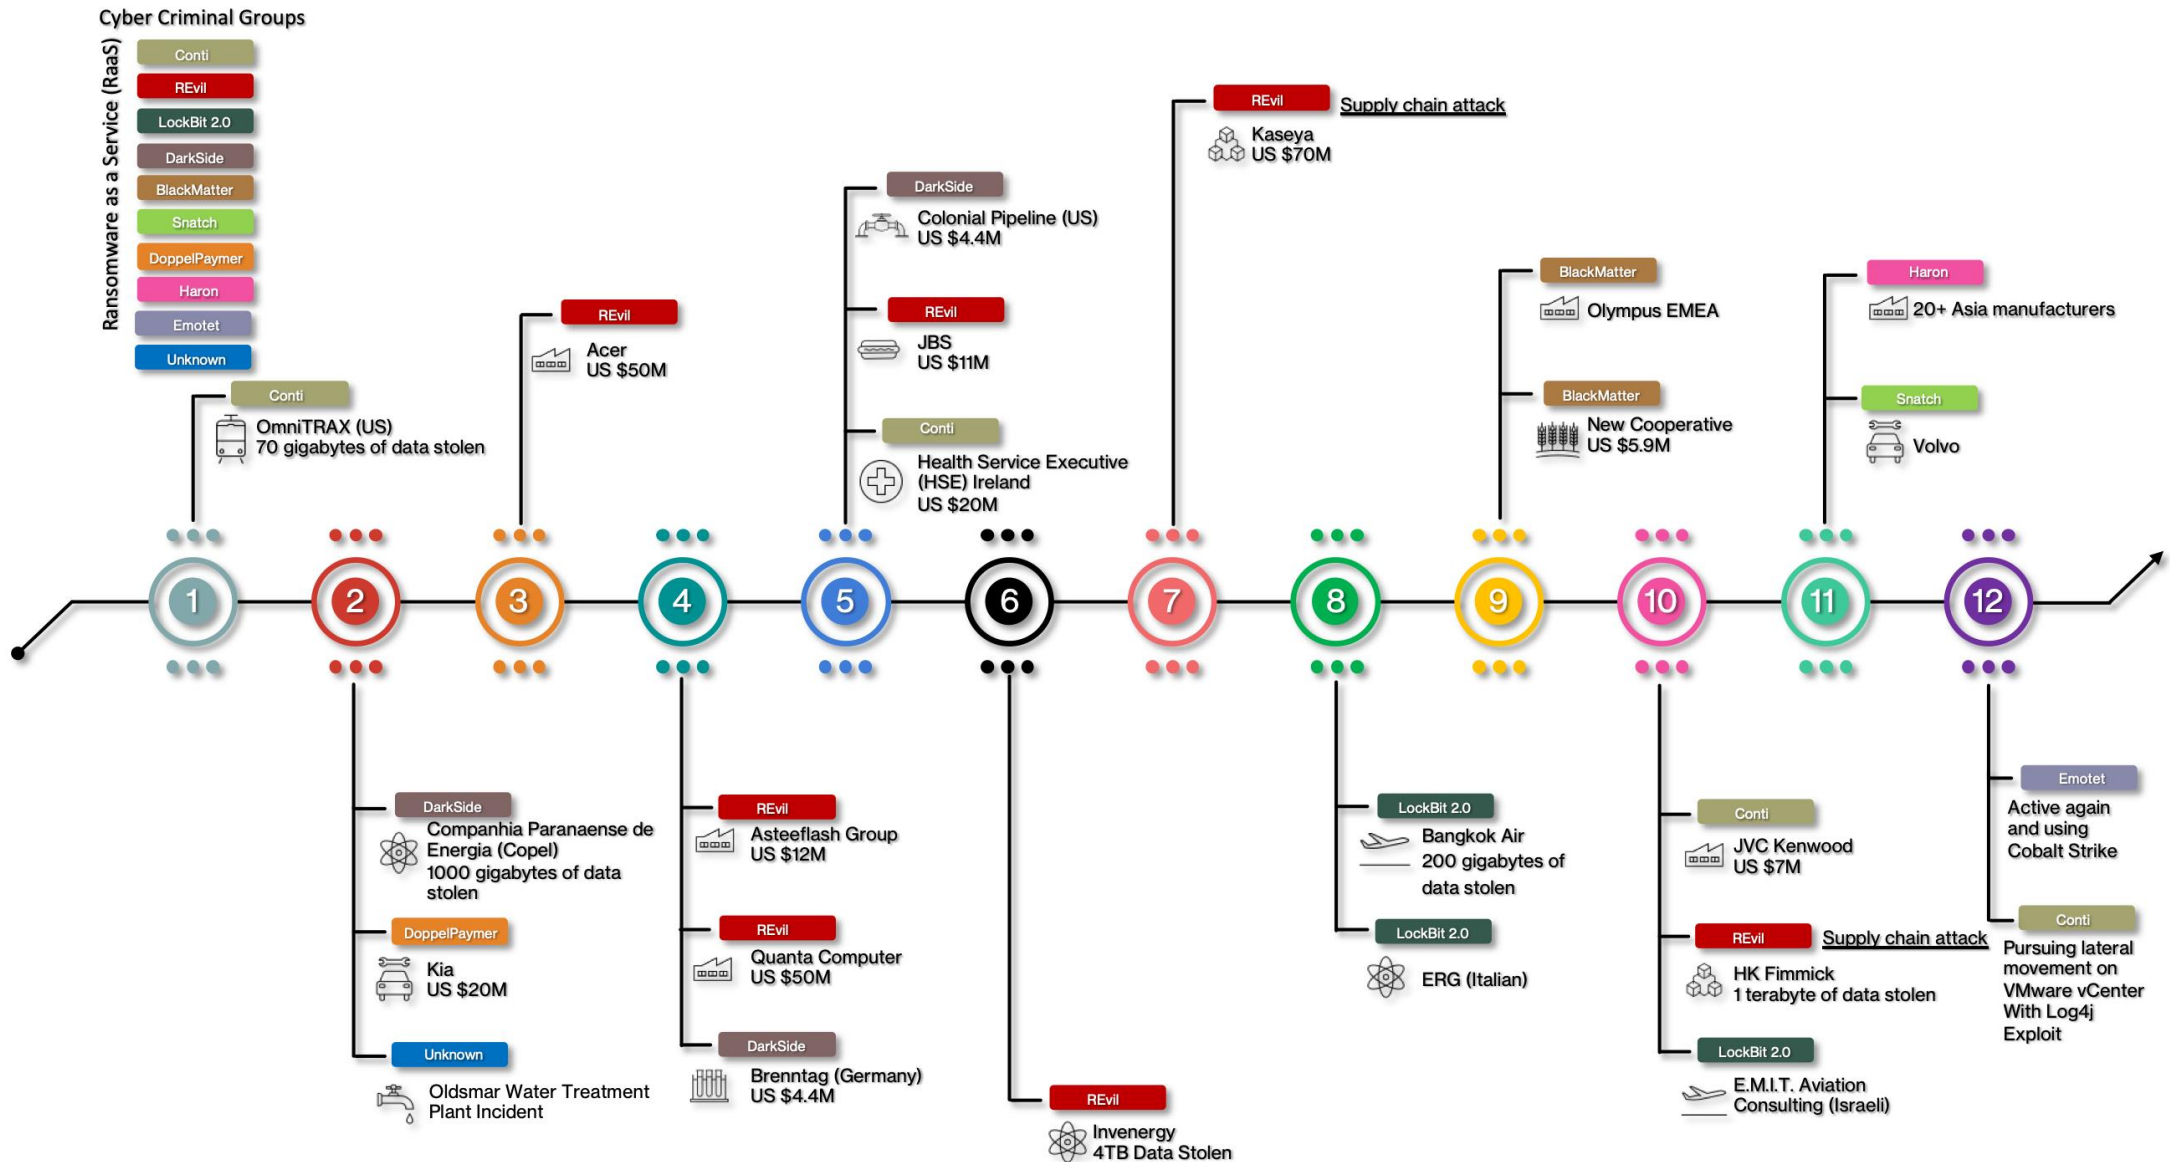 Cyber Criminal Groups
Ransomware as a Service (RaaS)
Conti
REvil
LockBit 2.0
DarkSide
BlackMatter
Snatch
DoppelPaymer
Haron
Emotet
Unknown
Conti
OmniTRAX (US)
70 gigabytes of data stolen
REvil
Acer
US $50M
DarkSide
Colonial Pipeline (US)
US $4.4M
REvil
JBS
US $11M
Conti
Health Service Executive
(HSE) Ireland
US $20M
REvil
Supply chain attack
Kaseya
US $70M
BlackMatter
Olympus EMEA
BlackMatter
New Cooperative
US $5.9M
Haron
20+ Asia manufacturers
Snatch
Volvo
1
2
3
4
5
6
7
8
9
10
11
12
DarkSide
Companhia Paranaense de
Energia (Copel)
1000 gigabytes of data
stolen
DoppelPaymer
Kia
US $20M
Unknown
Oldsmar Water Treatment
Plant Incident
REvil
Asteeflash Group
US $12M
REvil
Quanta Computer
US $50M
DarkSide
Brenntag (Germany)
US $4.4M
REvil
Invenergy
4TB Data Stolen
LockBit 2.0
Bangkok Air
200 gigabytes of
data stolen
LockBit 2.0
ERG (Italian)
Conti
JVC Kenwood
US $7M
REvil
Supply chain attack
HK Fimmick
1 terabyte of data stolen
LockBit 2.0
E.M.I.T. Aviation
Consulting (Israeli)
Emotet
Active again
and using
Cobalt Strike
Conti
Pursuing lateral
movement on
VMware vCenter
With Log4j
Exploit